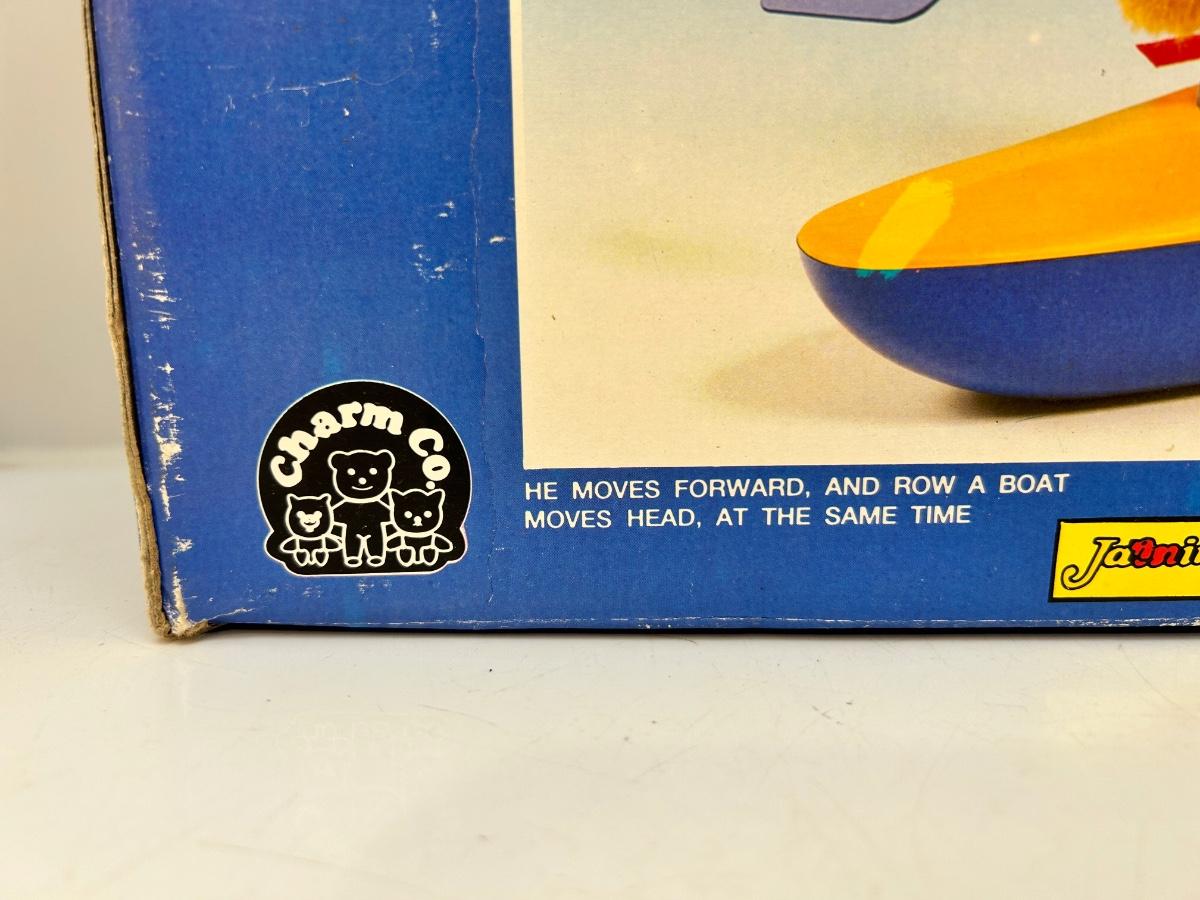 Charm Co.
HE MOVES FORWARD, AND ROW A BOAT
MOVES HEAD, AT THE SAME TIME